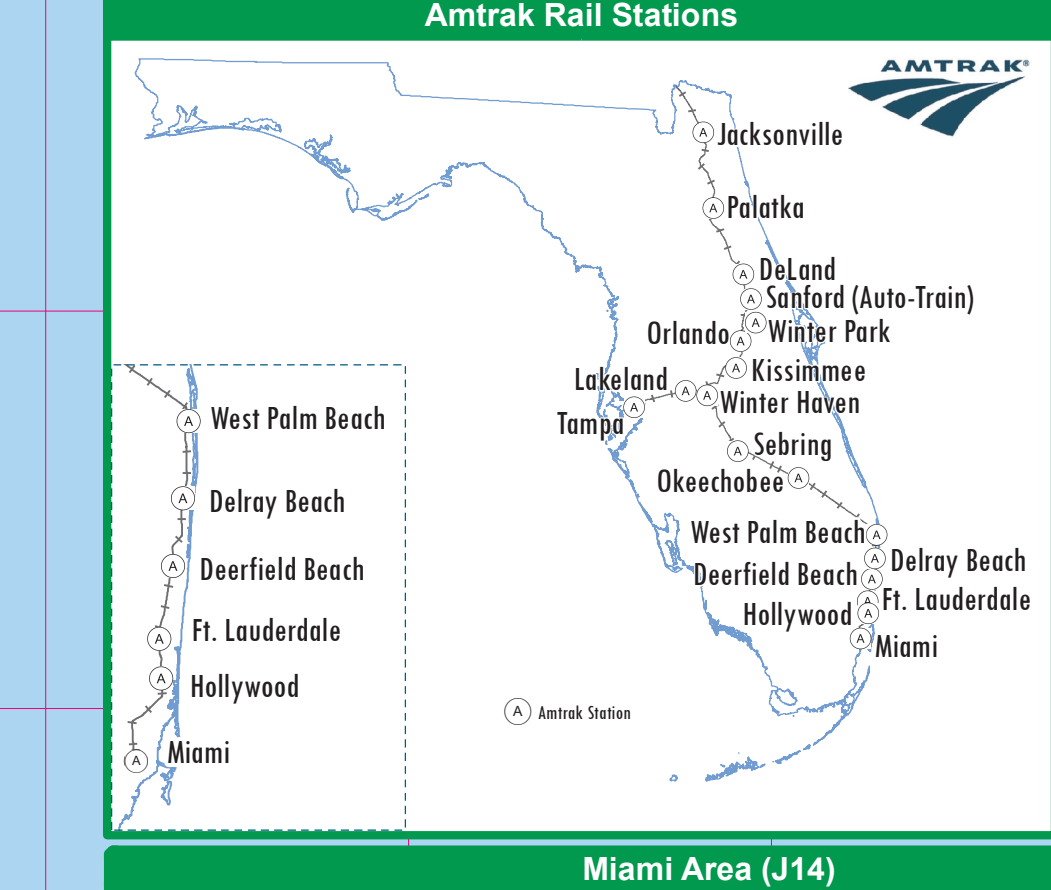 Amtrak Rail Stations
AMTRAK®
A Jacksonville
A Palatka
A DeLand
A Sanford (Auto-Train)
A Winter Park
Orlando A
A Kissimmee
Lakeland A
A Winter Haven
Tampa A
A Sebring
Okeechobee A
West Palm Beach A
A Delray Beach
Deerfield Beach A
A Ft. Lauderdale
Hollywood A
A Miami
A Amtrak Station
A West Palm Beach
A Delray Beach
A Deerfield Beach
A Ft. Lauderdale
A Hollywood
A Miami
Miami Area (J14)